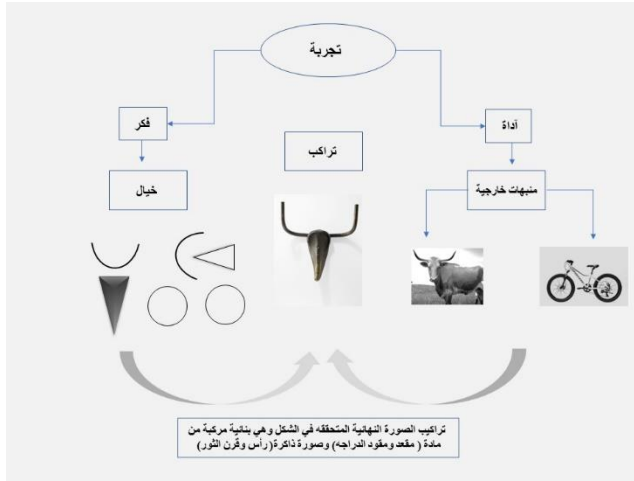 تجربة
أداة
فكر
تراكب
منبهات خارجية
خيال
تراكيب الصورة النهائية المتحققه في الشكل وهي بنائية مركبة من
مادة ( مقعد ومقود الدراجه) وصورة ذاكرة( رأس وقرن الثور)